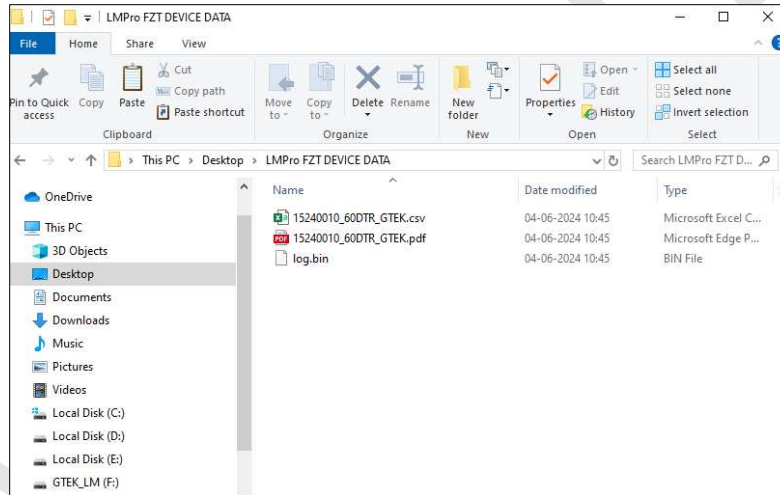 LMPro FZT DEVICE DATA
File Home Share View
Pin to Quick access
Copy
Paste
Cut
Copy path
Paste shortcut
Move to
Copy to
Delete
Rename
New folder
Properties
Open
Edit
History
Select all
Select none
Invert selection
Clipboard Organize New Open Select
This PC > Desktop > LMPro FZT DEVICE DATA
Search LMPro FZT D...
OneDrive
This PC
3D Objects
Desktop
Documents
Downloads
Music
Pictures
Videos
Local Disk (C:)
Local Disk (D:)
Local Disk (E:)
GTEK_LM (F:)
Name Date modified Type
15240010_60DTR_GTEK.csv 04-06-2024 10:45 Microsoft Excel C...
15240010_60DTR_GTEK.pdf 04-06-2024 10:45 Microsoft Edge P...
log.bin 04-06-2024 10:45 BIN File